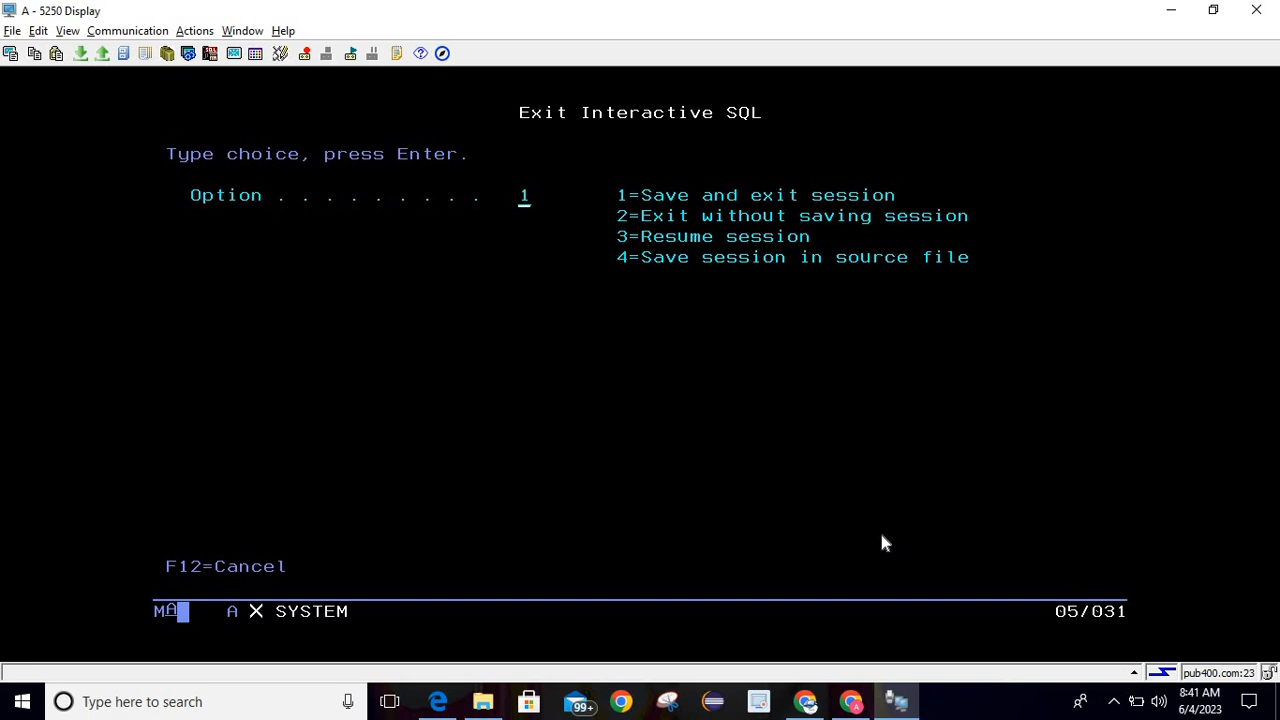 A - 5250 Display
File Edit View Communication Actions Window Help
Exit Interactive SQL
Type choice, press Enter.
Option . . . . . . . . . 1 1=Save and exit session
2=Exit without saving session
3=Resume session
4=Save session in source file
F12=Cancel
MA A X SYSTEM 05/031
pub400.com:23
Type here to search 99+ 8:41 AM
6/4/2023